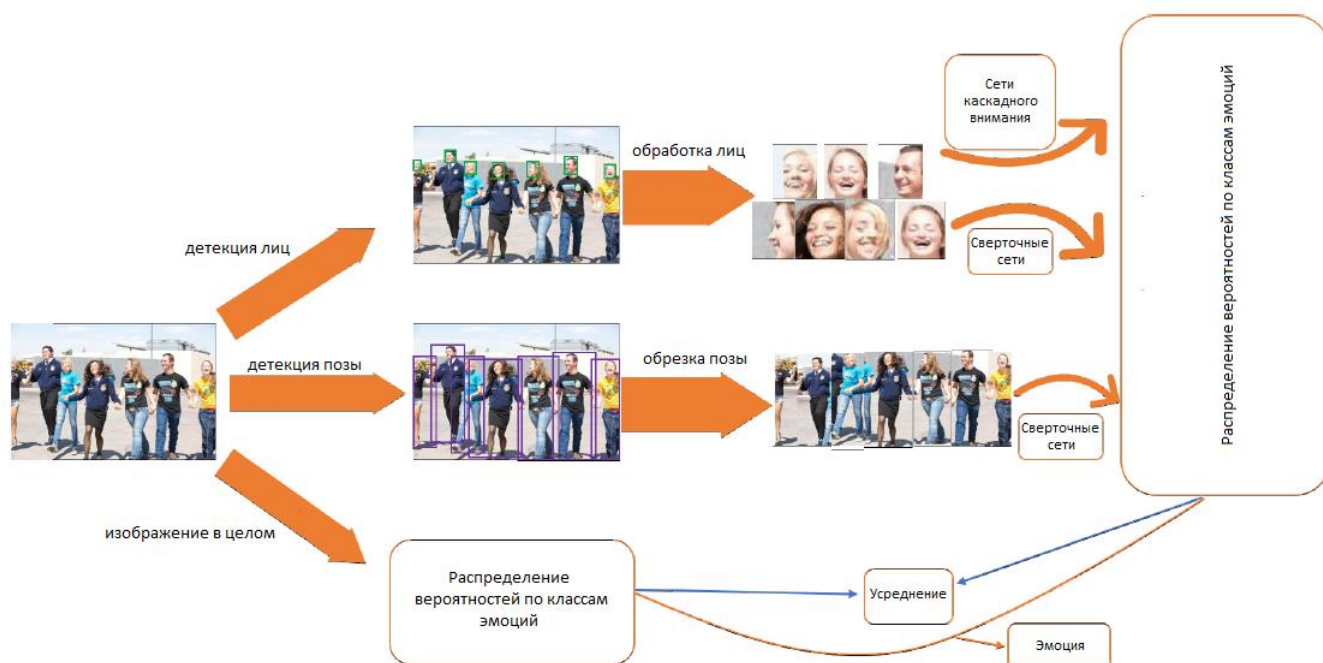 Сети
каскадного
внимания
обработка лиц
детекция лиц
Сверточные
сети
Распределение вероятностей по классам эмоций
детекция позы
обрезка позы
Сверточные
сети
изображение в целом
Распределение
вероятностей по классам
эмоций
Усреднение
Эмоция